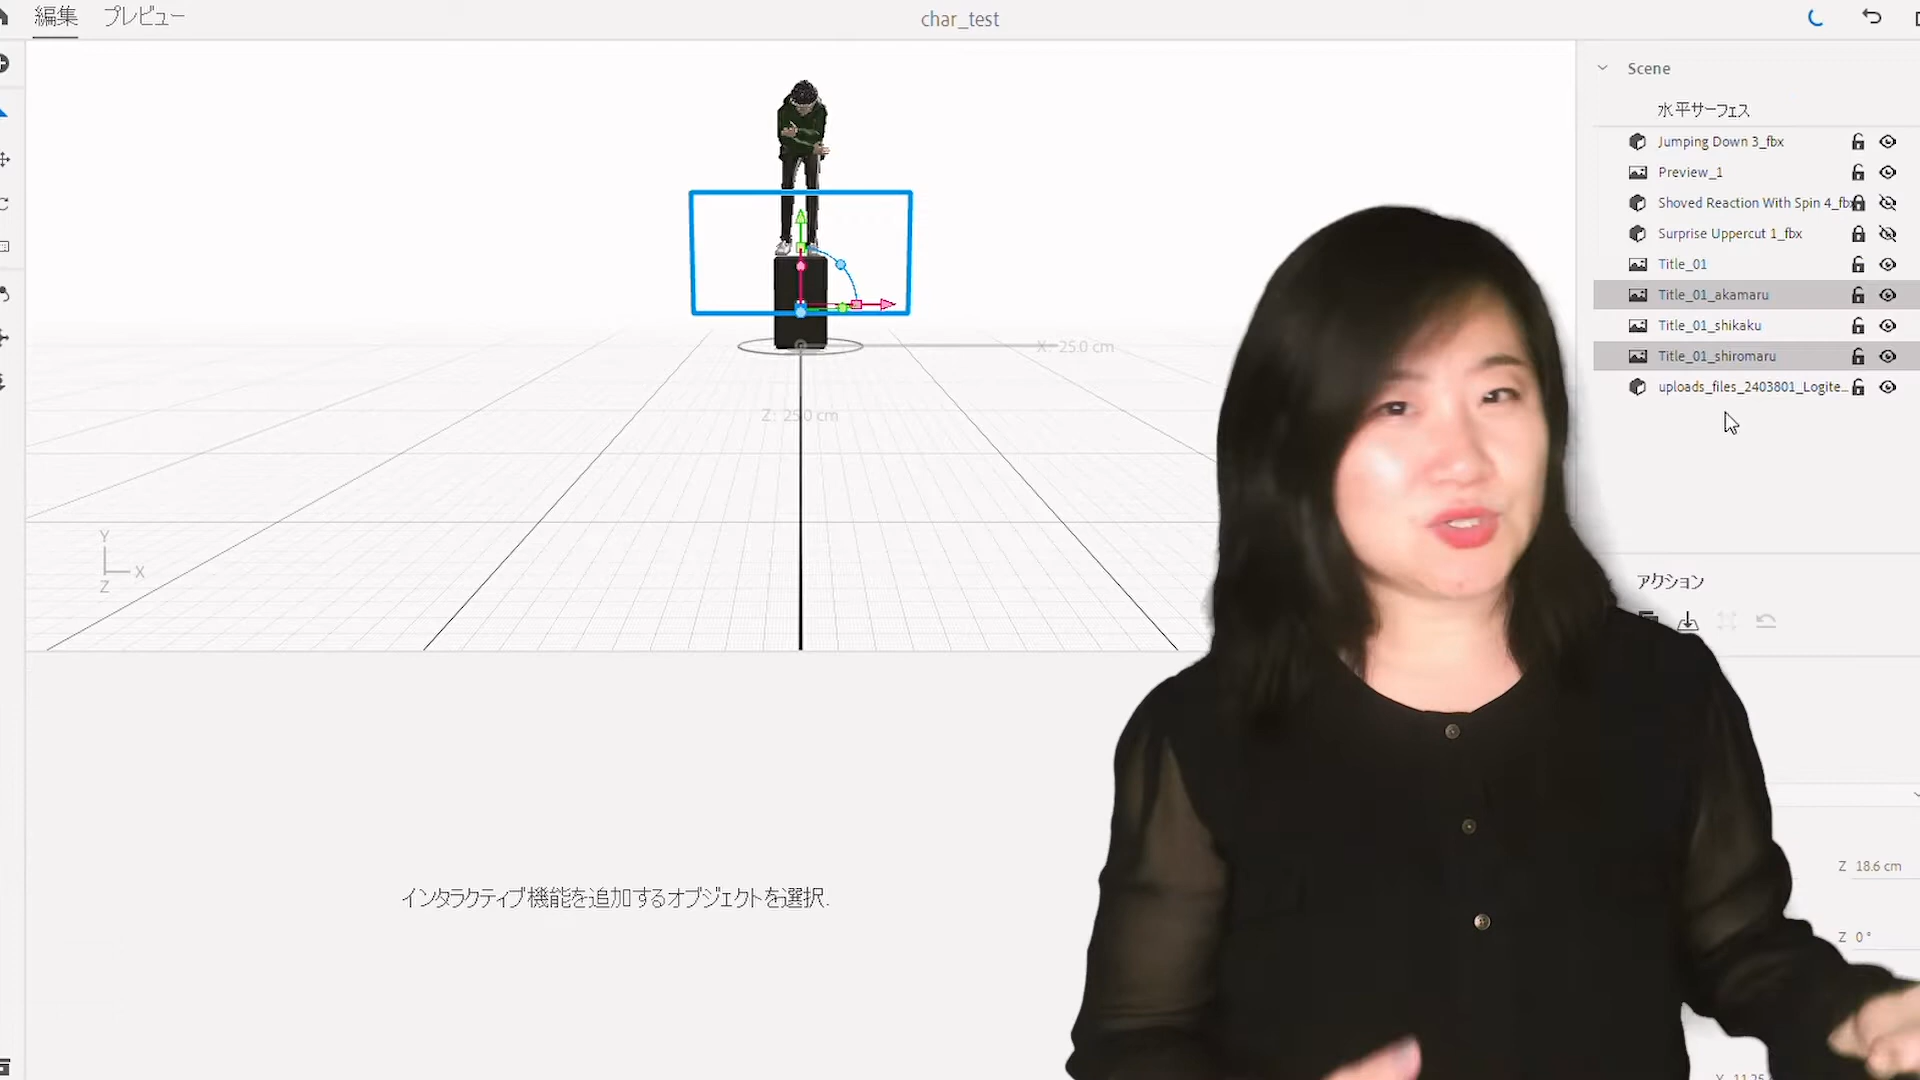 編集 プレビュー
char_test
Scene
水平サーフェス
Jumping Down 3_fbx
Preview_1
Shoved Reaction With Spin 4_fbx
Surprise Uppercut 1_fbx
Title_01
Title_01_akamaru
Title_01_shikaku
Title_01_shiromaru
uploads_files_2403801_Logite...
X: 25.0 cm
Z: 25.0 cm
Y
X
Z
アクション
インタラクティブ機能を追加するオブジェクトを選択.
Z 18.6 cm
Z 0°